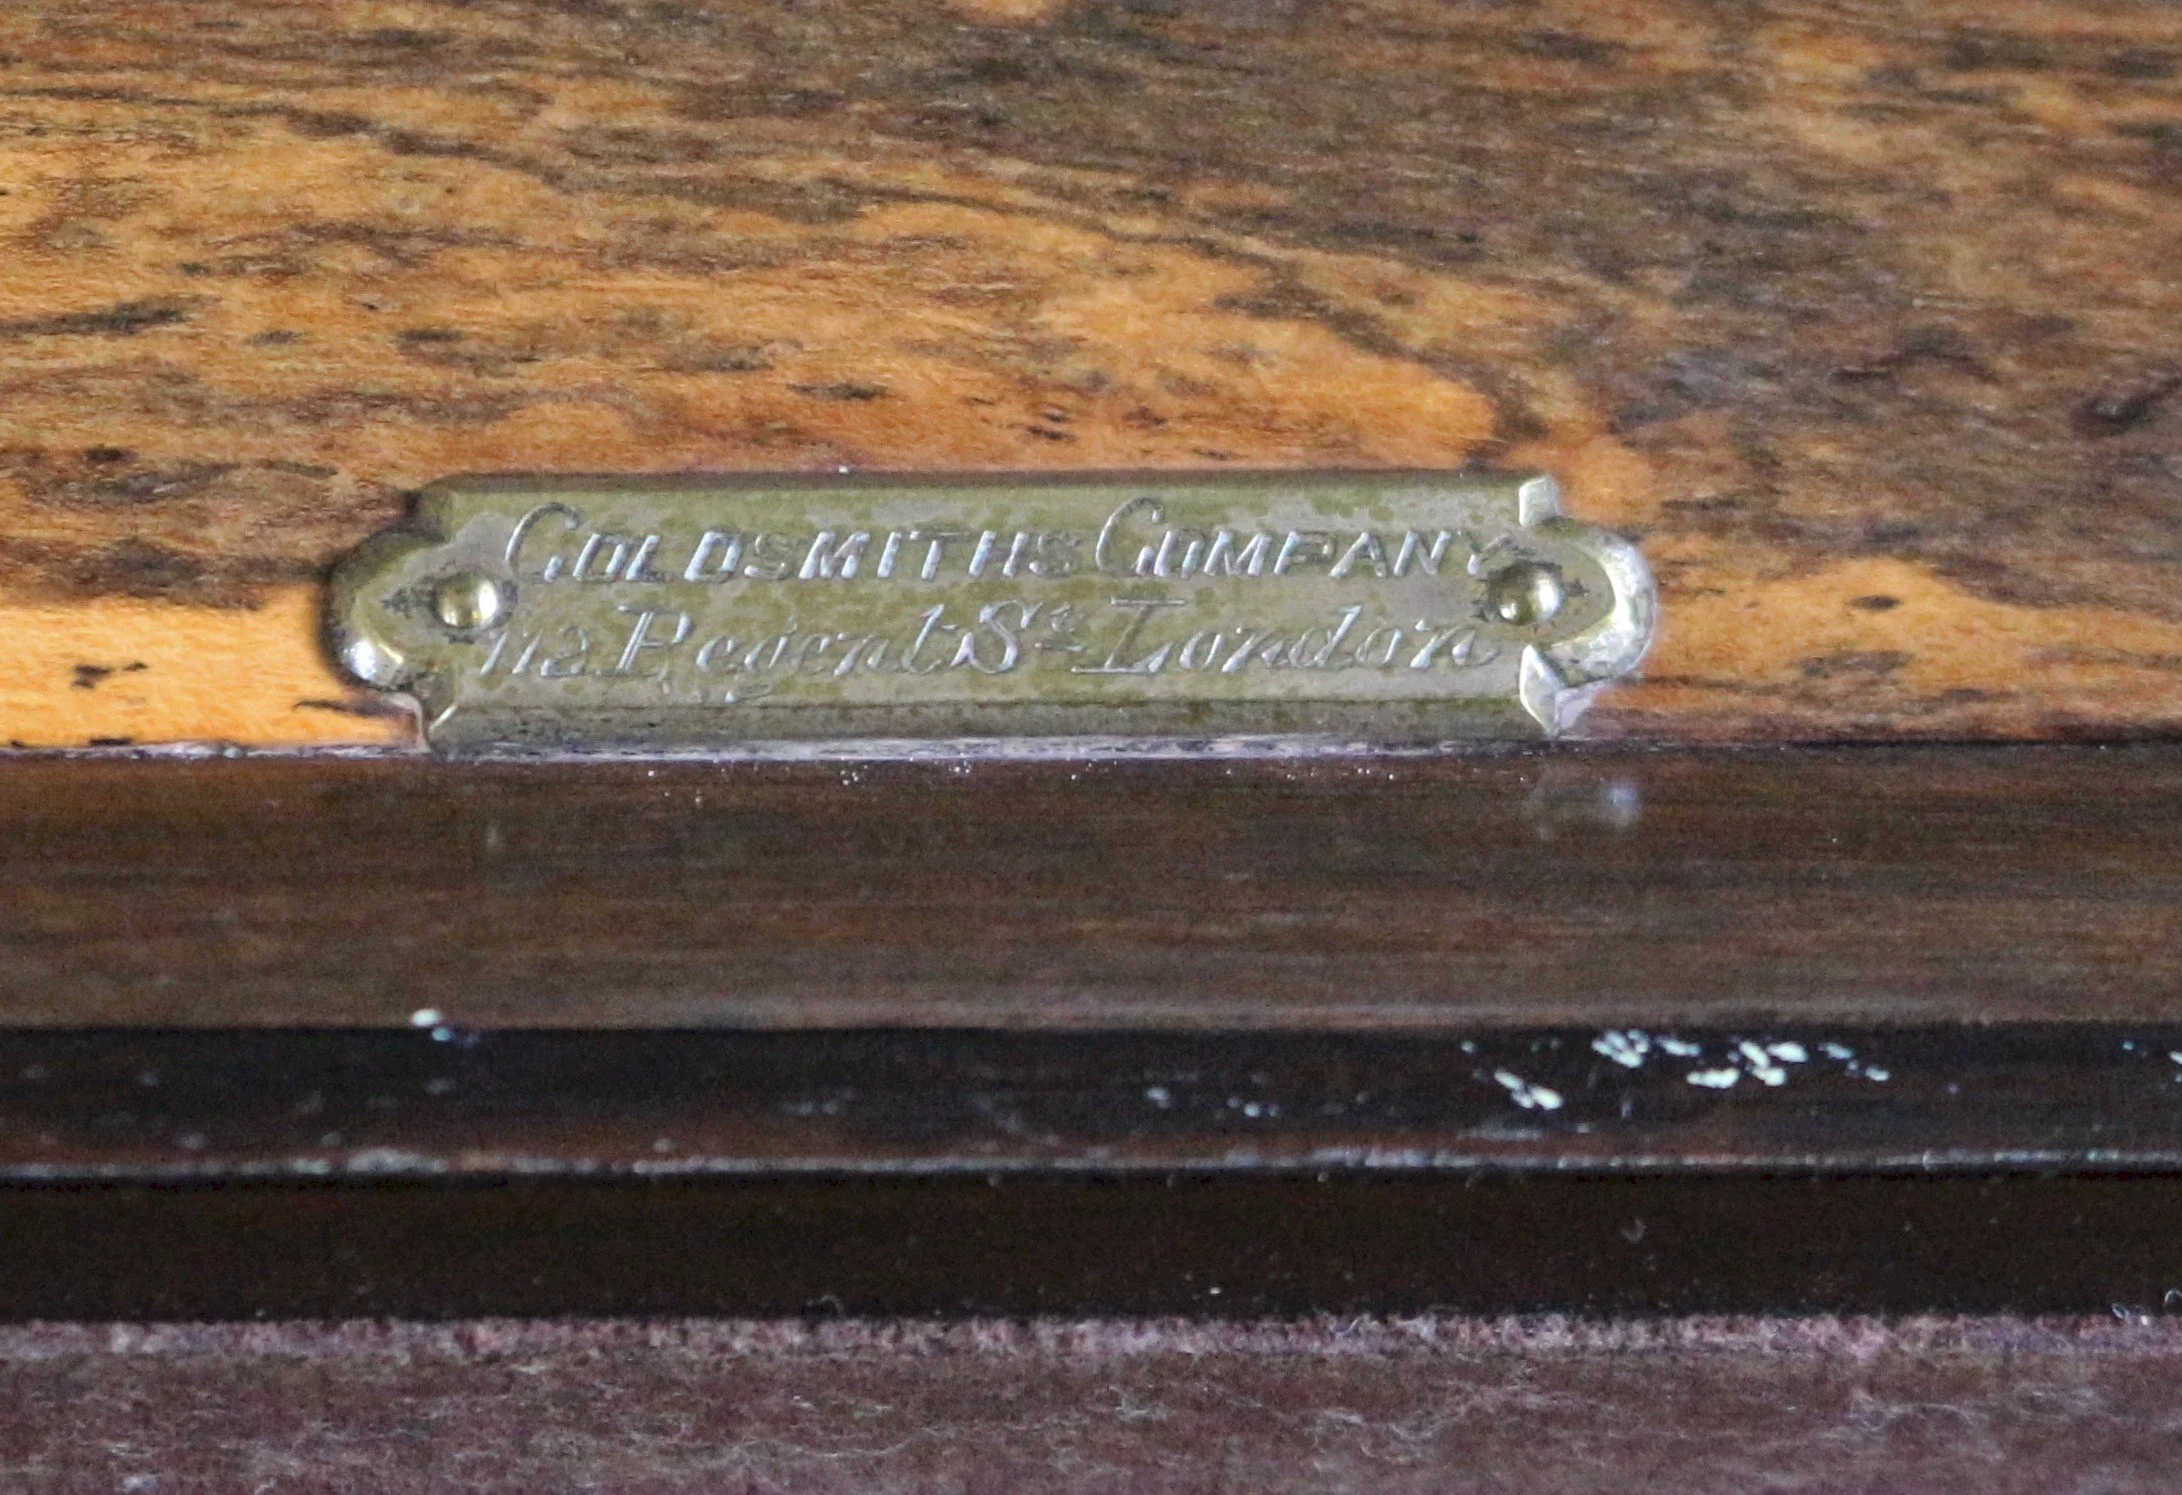 GOLDSMITHS COMPANY
112 Regent St London